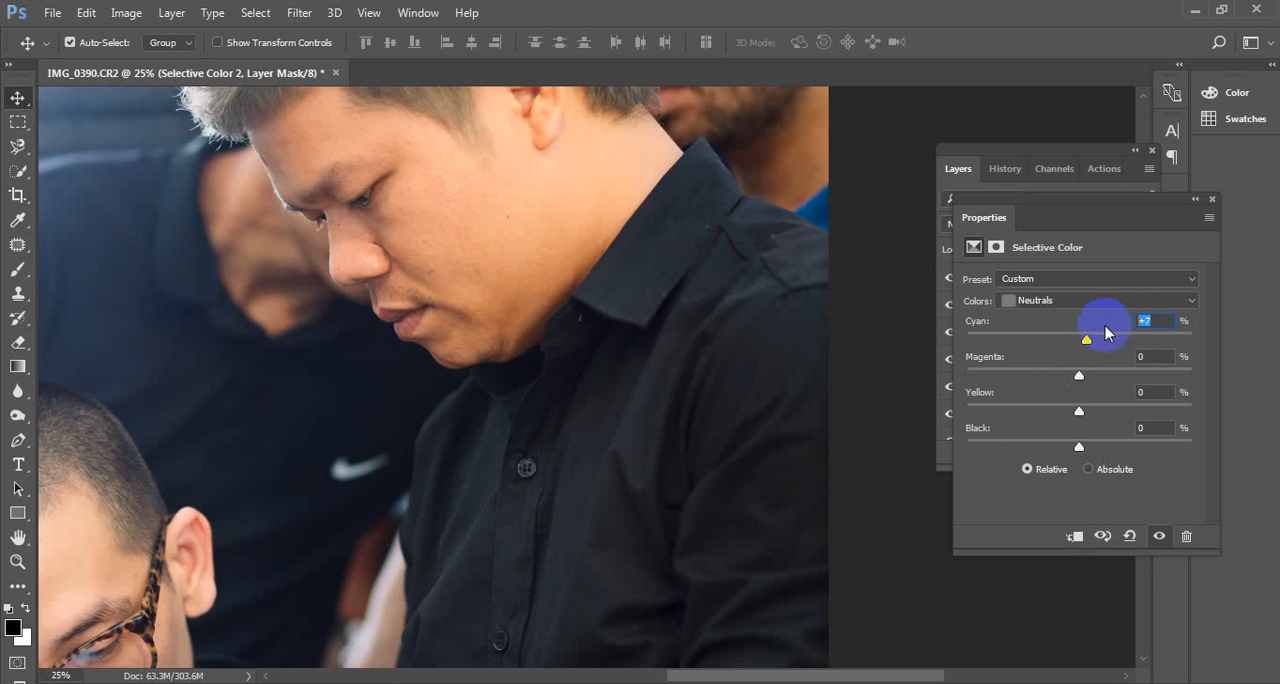 Ps File Edit Image Layer Type Select Filter 3D View Window Help
Auto-Select: Group Show Transform Controls 3D Mode:
IMG_0390.CR2 @ 25% (Selective Color 2, Layer Mask/8) * ×
Color
Swatches
Layers History Channels Actions
Properties
Selective Color
Preset: Custom
Colors: Neutrals
Cyan: +7 %
Magenta: 0 %
Yellow: 0 %
Black: 0 %
Relative Absolute
25% Doc: 63.3M/303.6M